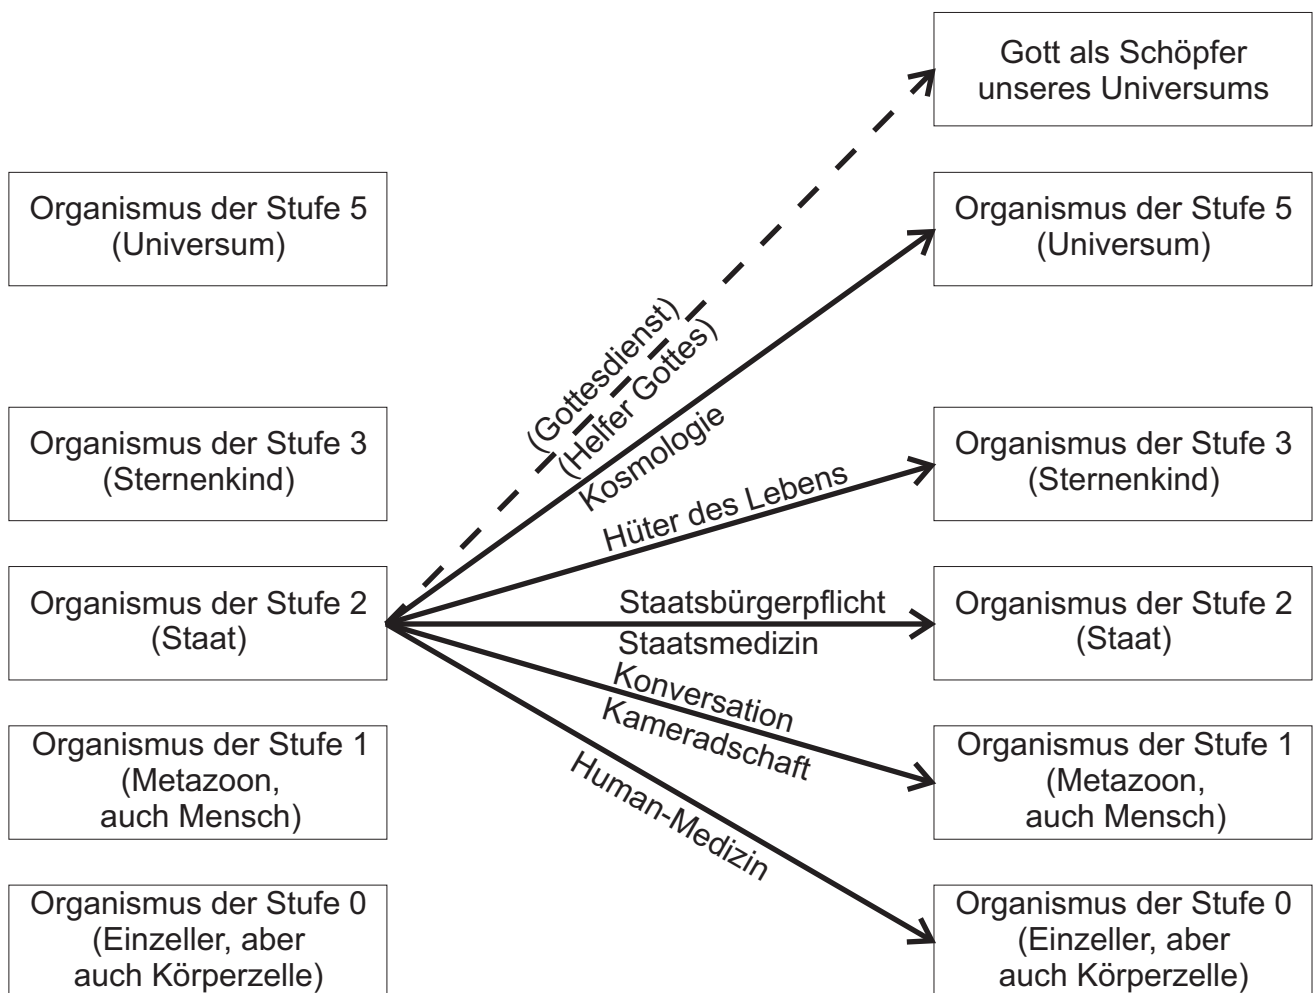 Gott als Schöpfer
unseres Universums
Organismus der Stufe 5
(Universum)
Organismus der Stufe 5
(Universum)
(Gottesdienst)
(Helfer Gottes)
Kosmologie
Organismus der Stufe 3
(Sternenkind)
Organismus der Stufe 3
(Sternenkind)
Hüter des Lebens
Organismus der Stufe 2
(Staat)
Staatsbürgerpflicht
Staatsmedizin
Organismus der Stufe 2
(Staat)
Konversation
Kameradschaft
Human-Medizin
Organismus der Stufe 1
(Metazoon,
auch Mensch)
Organismus der Stufe 1
(Metazoon,
auch Mensch)
Organismus der Stufe 0
(Einzeller, aber
auch Körperzelle)
Organismus der Stufe 0
(Einzeller, aber
auch Körperzelle)